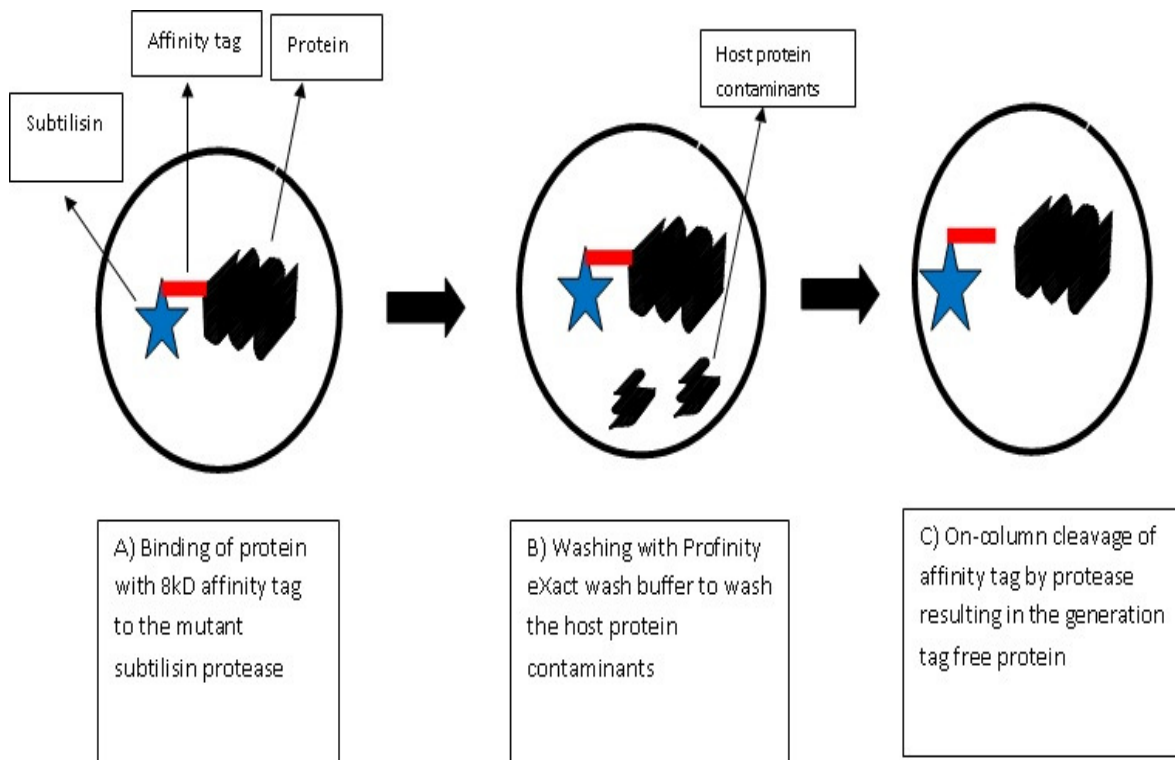 Affinity tag
Protein
Host protein
contaminants
Subtilisin
A) Binding of protein
with 8kD affinity tag
to the mutant
subtilisin protease
B) Washing with Profinity
eXact wash buffer to wash
the host protein
contaminants
C) On-column cleavage of
affinity tag by protease
resulting in the generation
tag free protein